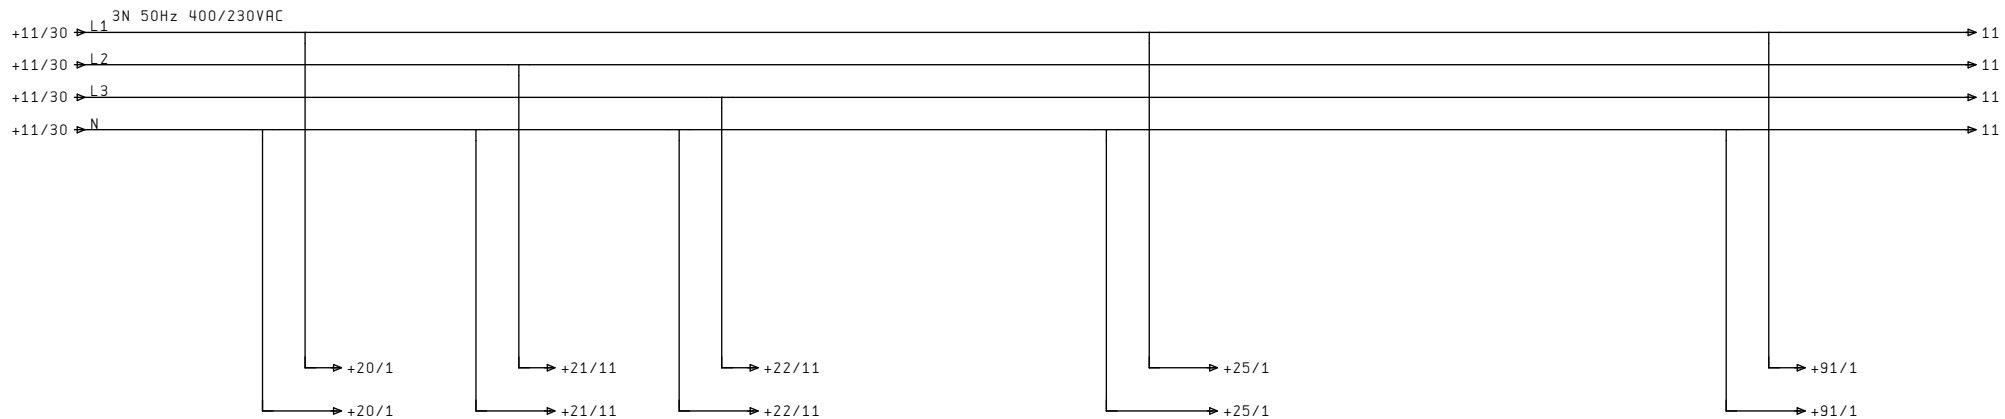 3N 50Hz 400/230VAC
+11/30 L1 11
+11/30 L2 11
+11/30 L3 11
+11/30 N 11
+20/1 +21/11 +22/11 +25/1 +91/1
+20/1 +21/11 +22/11 +25/1 +91/1